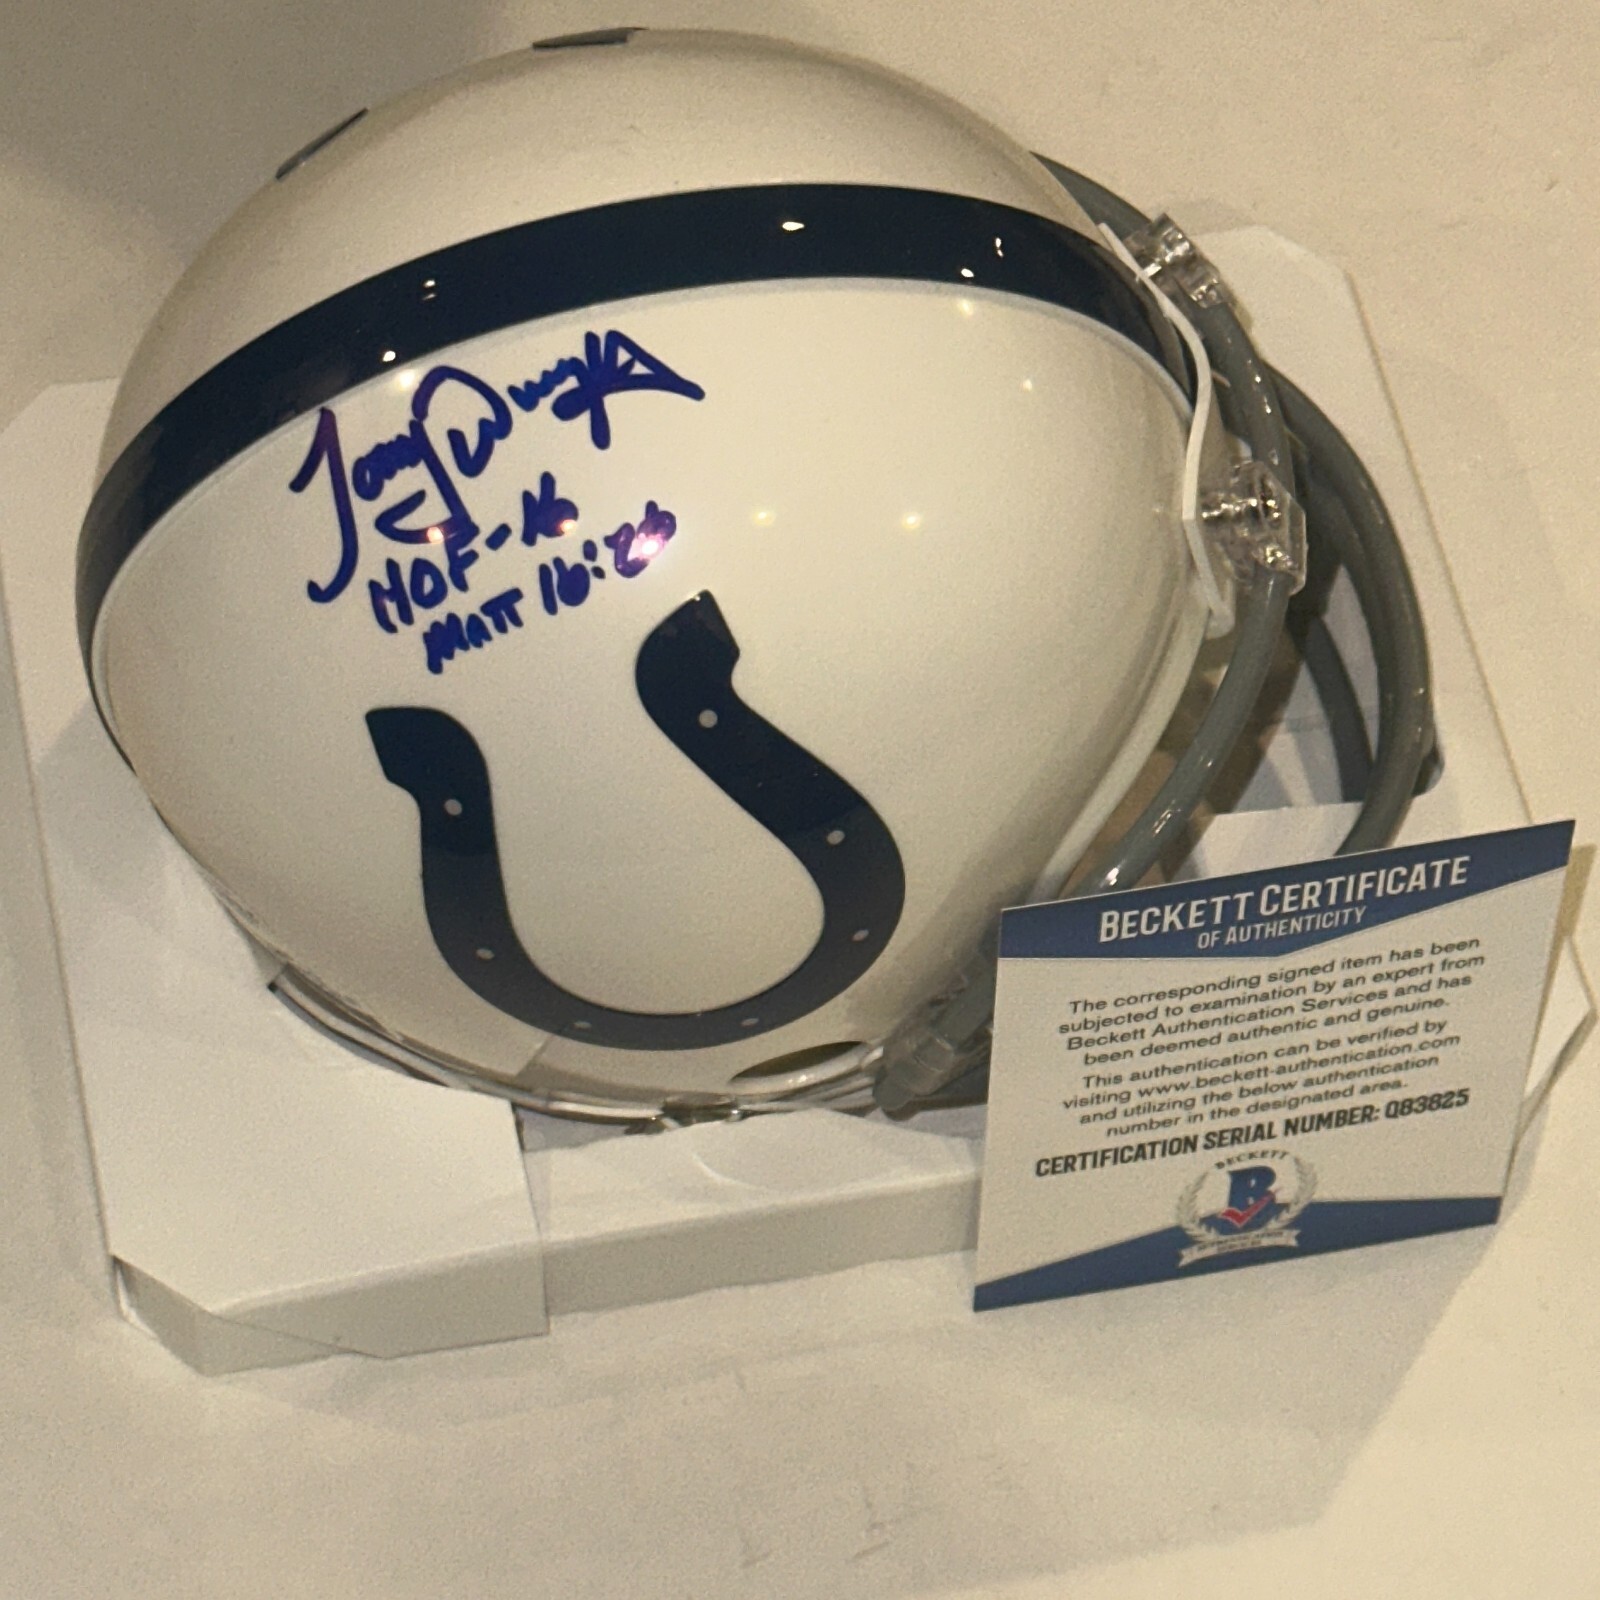 Tony Dungy
HOF-16
MATT 16:26
BECKETT CERTIFICATE
OF AUTHENTICITY
The corresponding signed item has been
subjected to examination by an expert from
Beckett Authentication Services and has
been deemed authentic and genuine.
This authentication can be verified by
visiting www.beckett-authentication.com
and utilizing the below authentication
number in the designated area.
CERTIFICATION SERIAL NUMBER: Q83825
BECKETT
B